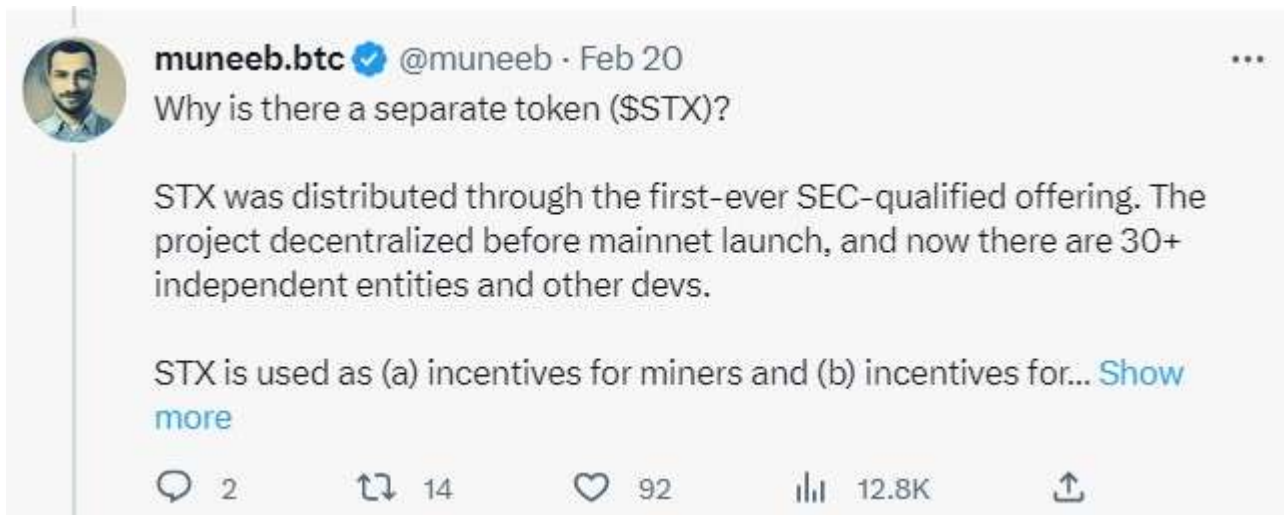 muneeb.btc @muneeb · Feb 20
Why is there a separate token ($STX)?
STX was distributed through the first-ever SEC-qualified offering. The
project decentralized before mainnet launch, and now there are 30+
independent entities and other devs.
STX is used as (a) incentives for miners and (b) incentives for... Show
more
2 14 92 12.8K